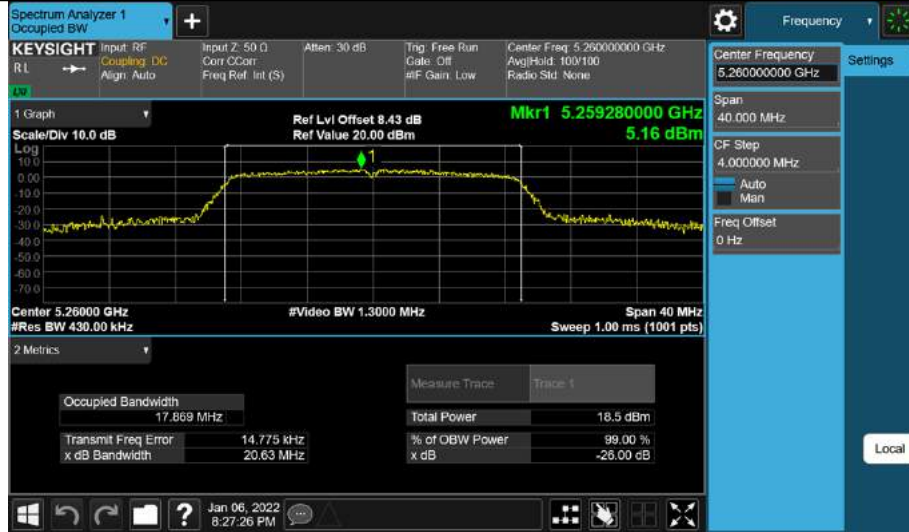 Spectrum Analyzer 1
Occupied BW
+
Frequency
KEYSIGHT
RL
Input: RF
Coupling: DC
Align: Auto
Input Z: 50 Ω
Corr CCorr
Freq Ref: Int (S)
Atten: 30 dB
Trig: Free Run
Gate: Off
#IF Gain: Low
Center Freq: 5.260000000 GHz
Avg|Hold: 100/100
Radio Std: None
Center Frequency
5.260000000 GHz
Settings
Span
40.000 MHz
CF Step
4.000000 MHz
Auto
Man
Freq Offset
0 Hz
Local
1 Graph
Scale/Div 10.0 dB
Ref Lvl Offset 8.43 dB
Ref Value 20.00 dBm
Mkr1 5.259280000 GHz
5.16 dBm
Log
10.0
0.00
-10.0
-20.0
-30.0
-40.0
-50.0
-60.0
-70.0
1
Center 5.26000 GHz
#Res BW 430.00 kHz
#Video BW 1.3000 MHz
Span 40 MHz
Sweep 1.00 ms (1001 pts)
2 Metrics
Measure Trace
Trace 1
Occupied Bandwidth
17.869 MHz
Total Power
18.5 dBm
Transmit Freq Error
14.775 kHz
% of OBW Power
99.00 %
x dB Bandwidth
20.63 MHz
x dB
-26.00 dB
?
Jan 06, 2022
8:27:26 PM